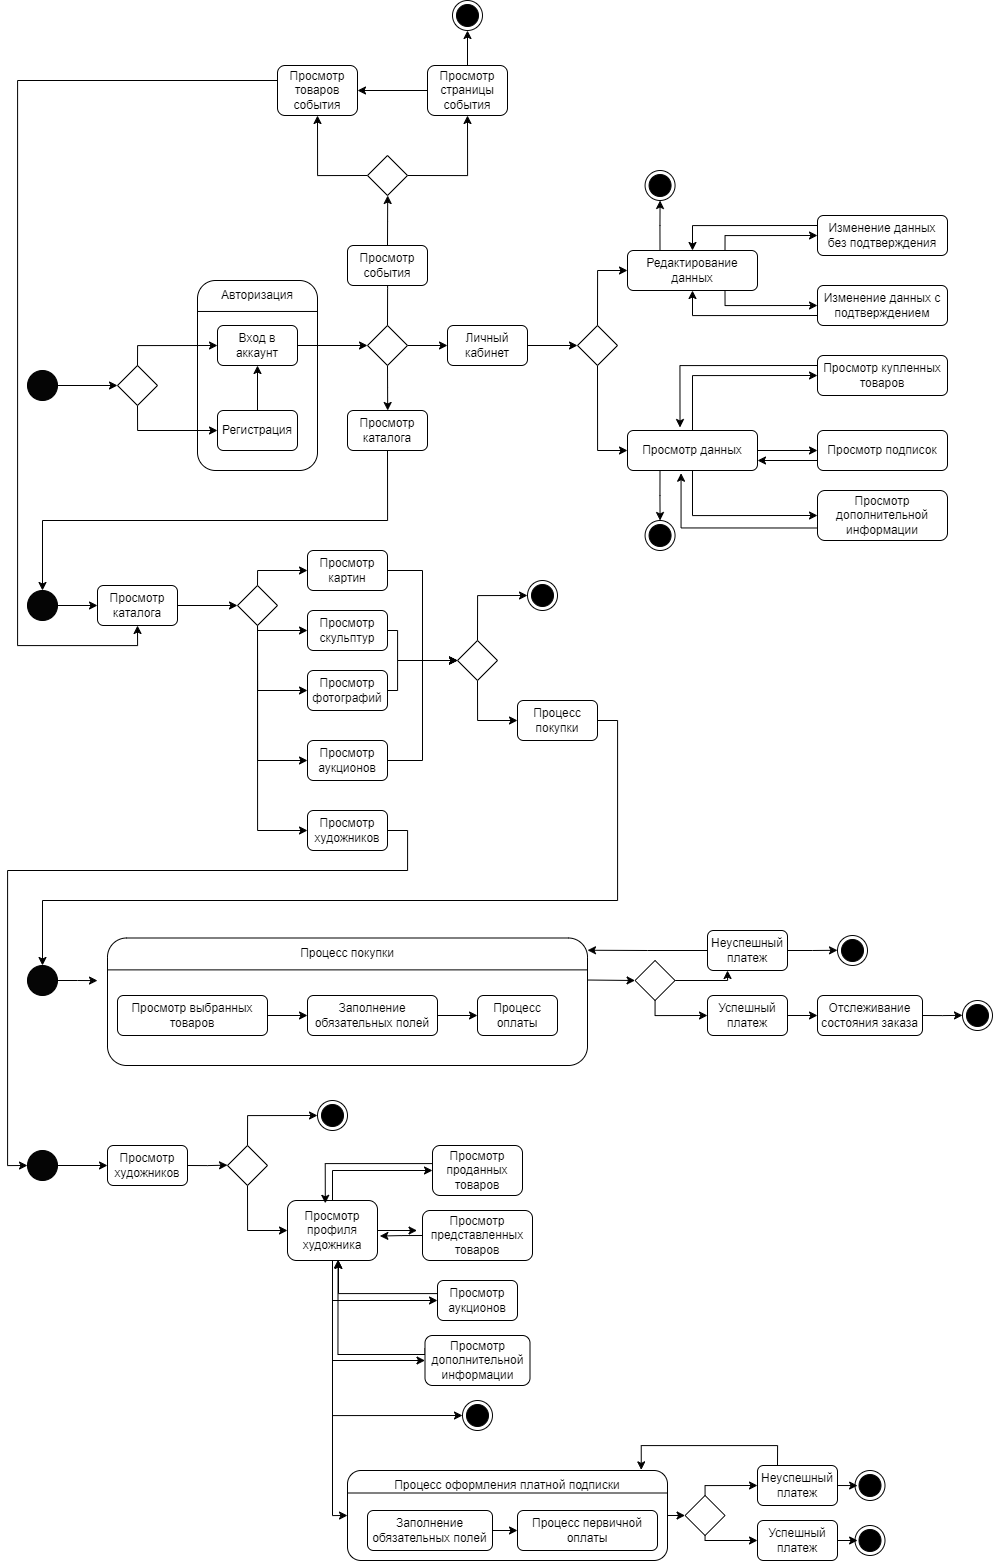 Просмотр
товаров
события
Просмотр
страницы
события
Просмотр
события
Изменение данных
без подтверждения
Редактирование
данных
Изменение данных с
подтверждением
Авторизация
Вход в
аккаунт
Личный
кабинет
Просмотр купленных
товаров
Регистрация
Просмотр
каталога
Просмотр данных
Просмотр подписок
Просмотр
дополнительной
информации
Просмотр
картин
Просмотр
каталога
Просмотр
скульптур
Просмотр
фотографий
Процесс
покупки
Просмотр
аукционов
Просмотр
художников
Процесс покупки
Неуспешный
платеж
Просмотр выбранных
товаров
Заполнение
обязательных полей
Процесс
оплаты
Успешный
платеж
Отслеживание
состояния заказа
Просмотр
художников
Просмотр
проданных
товаров
Просмотр
профиля
художника
Просмотр
представленных
товаров
Просмотр
аукционов
Просмотр
дополнительной
информации
Процесс оформления платной подписки
Неуспешный
платеж
Заполнение
обязательных полей
Процесс первичной
оплаты
Успешный
платеж